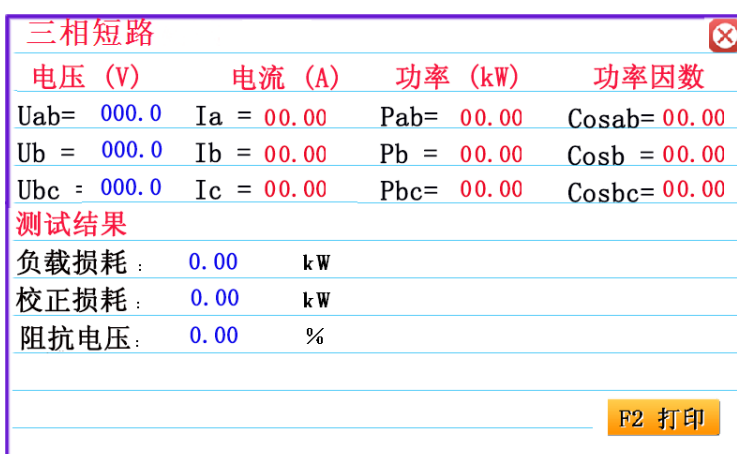 三相短路
电压 (V) 电流 (A) 功率 (kW) 功率因数
Uab= 000.0 Ia = 00.00 Pab= 00.00 Cosab= 00.00
Ub = 000.0 Ib = 00.00 Pb = 00.00 Cosb = 00.00
Ubc : 000.0 Ic = 00.00 Pbc= 00.00 Cosbc= 00.00
测试结果
负载损耗: 0.00 kW
校正损耗: 0.00 kW
阻抗电压: 0.00 %
F2 打印